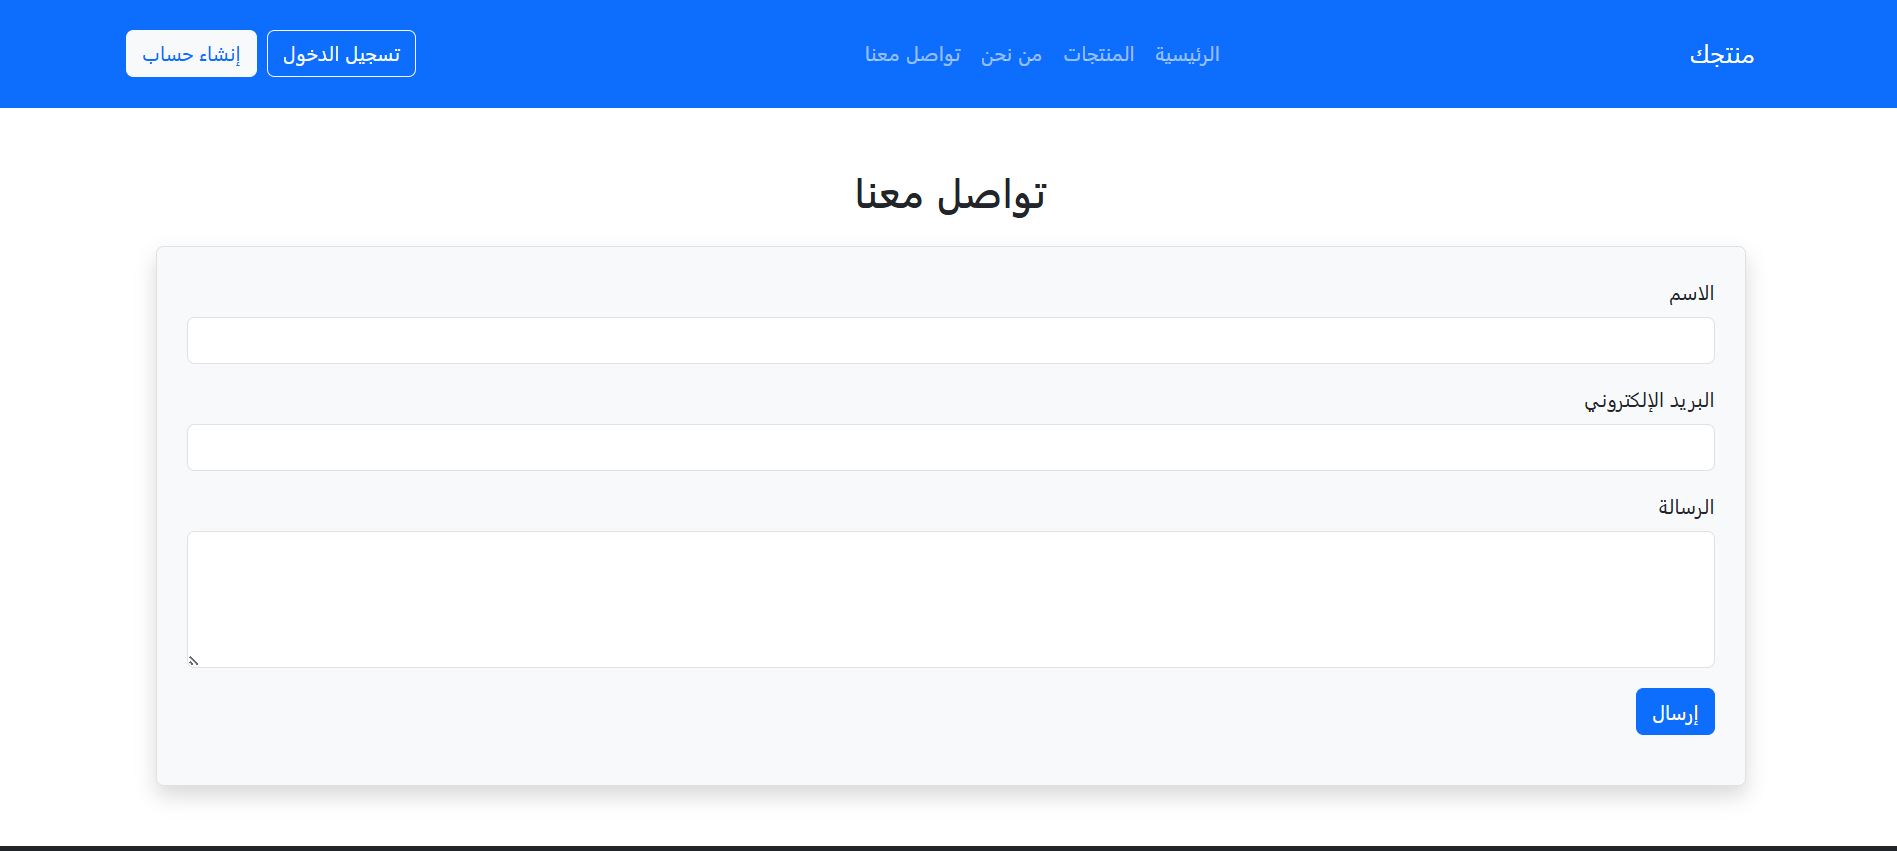 منتجك
الرئيسية المنتجات من نحن تواصل معنا
تسجيل الدخول
إنشاء حساب
تواصل معنا
الاسم
البريد الإلكتروني
الرسالة
إرسال